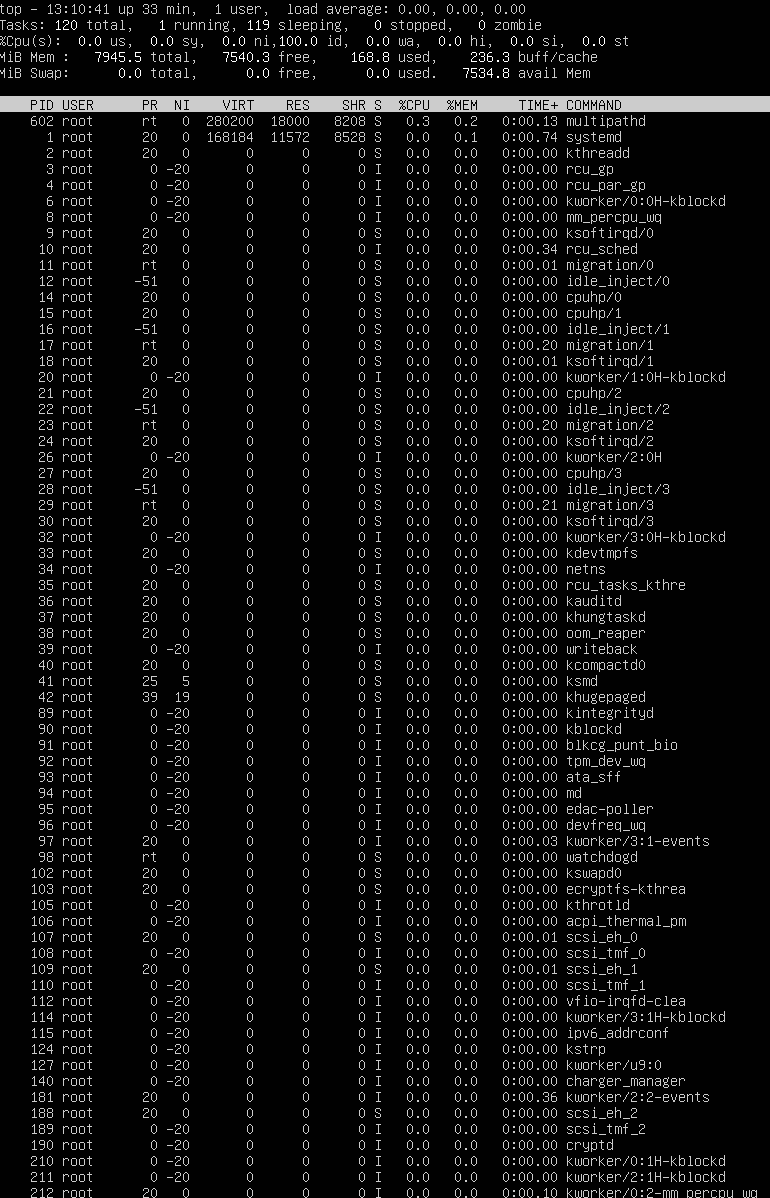 top - 13:10:41 up 33 min,  1 user,  load average: 0.00, 0.00, 0.00
Tasks: 120 total,   1 running, 119 sleeping,   0 stopped,   0 zombie
%Cpu(s):  0.0 us,  0.0 sy,  0.0 ni,100.0 id,  0.0 wa,  0.0 hi,  0.0 si,  0.0 st
MiB Mem :   7945.5 total,   7540.3 free,    168.8 used,    236.3 buff/cache
MiB Swap:      0.0 total,      0.0 free,      0.0 used.   7534.8 avail Mem
PID USER PR NI VIRT RES SHR S %CPU %MEM TIME+ COMMAND
602 root rt 0 280200 18000 8208 S 0.3 0.2 0:00.13 multipathd
1 root 20 0 168184 11572 8528 S 0.0 0.1 0:00.74 systemd
2 root 20 0 0 0 0 S 0.0 0.0 0:00.00 kthreadd
3 root 0 -20 0 0 0 I 0.0 0.0 0:00.00 rcu_gp
4 root 0 -20 0 0 0 I 0.0 0.0 0:00.00 rcu_par_gp
6 root 0 -20 0 0 0 I 0.0 0.0 0:00.00 kworker/0:0H-kblockd
8 root 0 -20 0 0 0 I 0.0 0.0 0:00.00 mm_percpu_wq
9 root 20 0 0 0 0 S 0.0 0.0 0:00.00 ksoftirqd/0
10 root 20 0 0 0 0 I 0.0 0.0 0:00.34 rcu_sched
11 root rt 0 0 0 0 S 0.0 0.0 0:00.01 migration/0
12 root -51 0 0 0 0 S 0.0 0.0 0:00.00 idle_inject/0
14 root 20 0 0 0 0 S 0.0 0.0 0:00.00 cpuhp/0
15 root 20 0 0 0 0 S 0.0 0.0 0:00.00 cpuhp/1
16 root -51 0 0 0 0 S 0.0 0.0 0:00.00 idle_inject/1
17 root rt 0 0 0 0 S 0.0 0.0 0:00.20 migration/1
18 root 20 0 0 0 0 S 0.0 0.0 0:00.01 ksoftirqd/1
20 root 0 -20 0 0 0 I 0.0 0.0 0:00.00 kworker/1:0H-kblockd
21 root 20 0 0 0 0 S 0.0 0.0 0:00.00 cpuhp/2
22 root -51 0 0 0 0 S 0.0 0.0 0:00.00 idle_inject/2
23 root rt 0 0 0 0 S 0.0 0.0 0:00.20 migration/2
24 root 20 0 0 0 0 S 0.0 0.0 0:00.00 ksoftirqd/2
26 root 0 -20 0 0 0 I 0.0 0.0 0:00.00 kworker/2:0H
27 root 20 0 0 0 0 S 0.0 0.0 0:00.00 cpuhp/3
28 root -51 0 0 0 0 S 0.0 0.0 0:00.00 idle_inject/3
29 root rt 0 0 0 0 S 0.0 0.0 0:00.21 migration/3
30 root 20 0 0 0 0 S 0.0 0.0 0:00.00 ksoftirqd/3
32 root 0 -20 0 0 0 I 0.0 0.0 0:00.00 kworker/3:0H-kblockd
33 root 20 0 0 0 0 S 0.0 0.0 0:00.00 kdevtmpfs
34 root 0 -20 0 0 0 I 0.0 0.0 0:00.00 netns
35 root 20 0 0 0 0 S 0.0 0.0 0:00.00 rcu_tasks_kthre
36 root 20 0 0 0 0 S 0.0 0.0 0:00.00 kauditd
37 root 20 0 0 0 0 S 0.0 0.0 0:00.00 khungtaskd
38 root 20 0 0 0 0 S 0.0 0.0 0:00.00 oom_reaper
39 root 0 -20 0 0 0 I 0.0 0.0 0:00.00 writeback
40 root 20 0 0 0 0 S 0.0 0.0 0:00.00 kcompactd0
41 root 25 5 0 0 0 S 0.0 0.0 0:00.00 ksmd
42 root 39 19 0 0 0 S 0.0 0.0 0:00.00 khugepaged
89 root 0 -20 0 0 0 I 0.0 0.0 0:00.00 kintegrityd
90 root 0 -20 0 0 0 I 0.0 0.0 0:00.00 kblockd
91 root 0 -20 0 0 0 I 0.0 0.0 0:00.00 blkcg_punt_bio
92 root 0 -20 0 0 0 I 0.0 0.0 0:00.00 tpm_dev_wq
93 root 0 -20 0 0 0 I 0.0 0.0 0:00.00 ata_sff
94 root 0 -20 0 0 0 I 0.0 0.0 0:00.00 md
95 root 0 -20 0 0 0 I 0.0 0.0 0:00.00 edac-poller
96 root 0 -20 0 0 0 I 0.0 0.0 0:00.00 devfreq_wq
97 root 20 0 0 0 0 I 0.0 0.0 0:00.03 kworker/3:1-events
98 root rt 0 0 0 0 S 0.0 0.0 0:00.00 watchdogd
102 root 20 0 0 0 0 S 0.0 0.0 0:00.00 kswapd0
103 root 20 0 0 0 0 S 0.0 0.0 0:00.00 ecryptfs-kthrea
105 root 0 -20 0 0 0 I 0.0 0.0 0:00.00 kthrotld
106 root 0 -20 0 0 0 I 0.0 0.0 0:00.00 acpi_thermal_pm
107 root 20 0 0 0 0 S 0.0 0.0 0:00.01 scsi_eh_0
108 root 0 -20 0 0 0 I 0.0 0.0 0:00.00 scsi_tmf_0
109 root 20 0 0 0 0 S 0.0 0.0 0:00.01 scsi_eh_1
110 root 0 -20 0 0 0 I 0.0 0.0 0:00.00 scsi_tmf_1
112 root 0 -20 0 0 0 I 0.0 0.0 0:00.00 vfio-irqfd-clea
114 root 0 -20 0 0 0 I 0.0 0.0 0:00.00 kworker/3:1H-kblockd
115 root 0 -20 0 0 0 I 0.0 0.0 0:00.00 ipv6_addrconf
124 root 0 -20 0 0 0 I 0.0 0.0 0:00.00 kstrp
127 root 0 -20 0 0 0 I 0.0 0.0 0:00.00 kworker/u9:0
140 root 0 -20 0 0 0 I 0.0 0.0 0:00.00 charger_manager
181 root 20 0 0 0 0 I 0.0 0.0 0:00.36 kworker/2:2-events
188 root 20 0 0 0 0 S 0.0 0.0 0:00.00 scsi_eh_2
189 root 0 -20 0 0 0 I 0.0 0.0 0:00.00 scsi_tmf_2
190 root 0 -20 0 0 0 I 0.0 0.0 0:00.00 cryptd
210 root 0 -20 0 0 0 I 0.0 0.0 0:00.00 kworker/0:1H-kblockd
211 root 0 -20 0 0 0 I 0.0 0.0 0:00.00 kworker/2:1H-kblockd
212 root 20 0 0 0 0 I 0.0 0.0 0:00.10 kworker/0:2-mm_percpu_wq